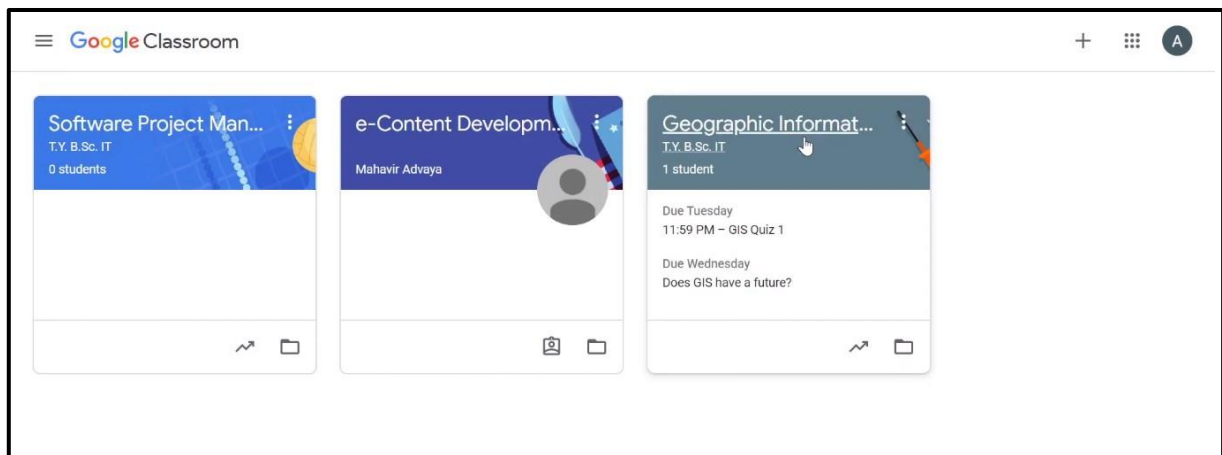 Google Classroom
A
Software Project Man...
T.Y. B.Sc. IT
0 students
e-Content Developm...
Mahavir Advaya
Geographic Informat...
T.Y. B.Sc. IT
1 student
Due Tuesday
11:59 PM – GIS Quiz 1
Due Wednesday
Does GIS have a future?